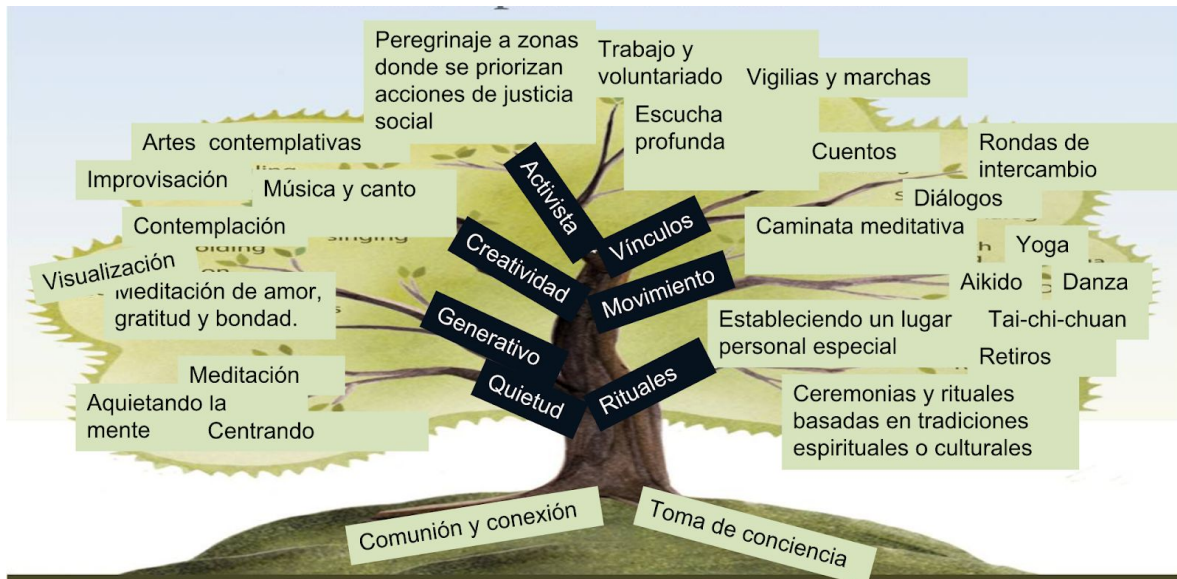 Peregrinaje a zonas
donde se priorizan
acciones de justicia
social
Trabajo y
voluntariado
Vigilias y marchas
Escucha
profunda
Cuentos
Rondas de
intercambio
Diálogos
Artes contemplativas
Improvisación
Música y canto
Contemplación
singing
olding
on
Visualización
Meditación de amor,
gratitud y bondad.
Activista
Vínculos
Creatividad
Movimiento
Generativo
Quietud
Rituales
Caminata meditativa
Yoga
Aikido
Danza
Estableciendo un lugar
personal especial
Tai-chi-chuan
Retiros
Meditación
Aquietando la
mente
Centrando
Ceremonias y rituales
basadas en tradiciones
espirituales o culturales
Comunión y conexión
Toma de conciencia